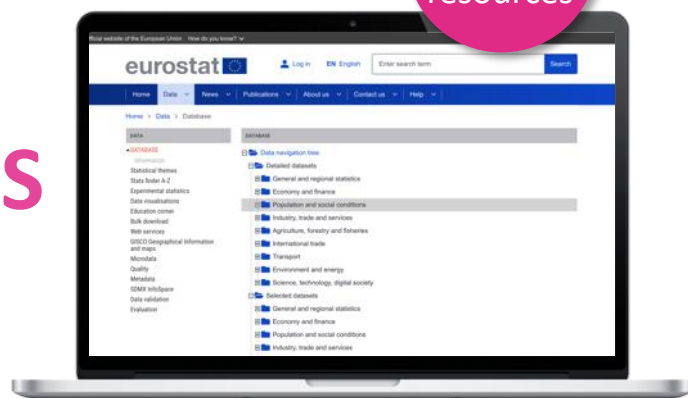 resources
S
official website of the European Union How do you know?
eurostat
Log in EN English Enter search term Search
Home Data News Publications About us Contact us Help
Home > Data > Database
DATA
DATABASE
Information
Statistical themes
Stats finder A-Z
Experimental statistics
Data visualisations
Education corner
Bulk download
Web services
GISCO:Geographical Information
and maps
Microdata
Quality
Metadata
SDMX InfoSpace
Data validation
Evaluation
DATABASE
Data navigation tree
Detailed datasets
General and regional statistics
Economy and finance
Population and social conditions
Industry, trade and services
Agriculture, forestry and fisheries
International trade
Transport
Environment and energy
Science, technology, digital society
Selected datasets
General and regional statistics
Economy and finance
Population and social conditions
Industry, trade and services